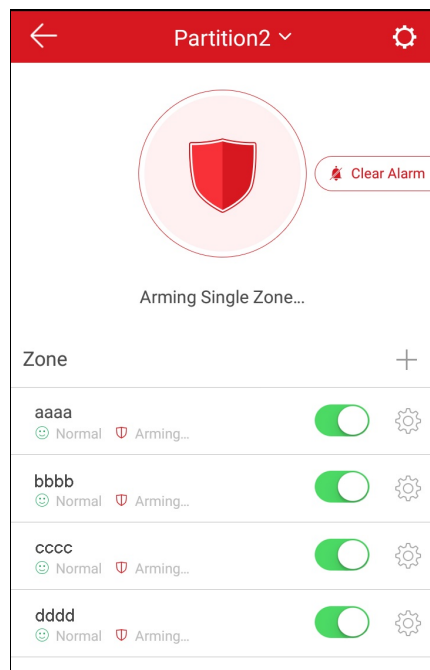 Partition2
Clear Alarm
Arming Single Zone...
Zone
aaaa
Normal Arming...
bbbb
Normal Arming...
cccc
Normal Arming...
dddd
Normal Arming...